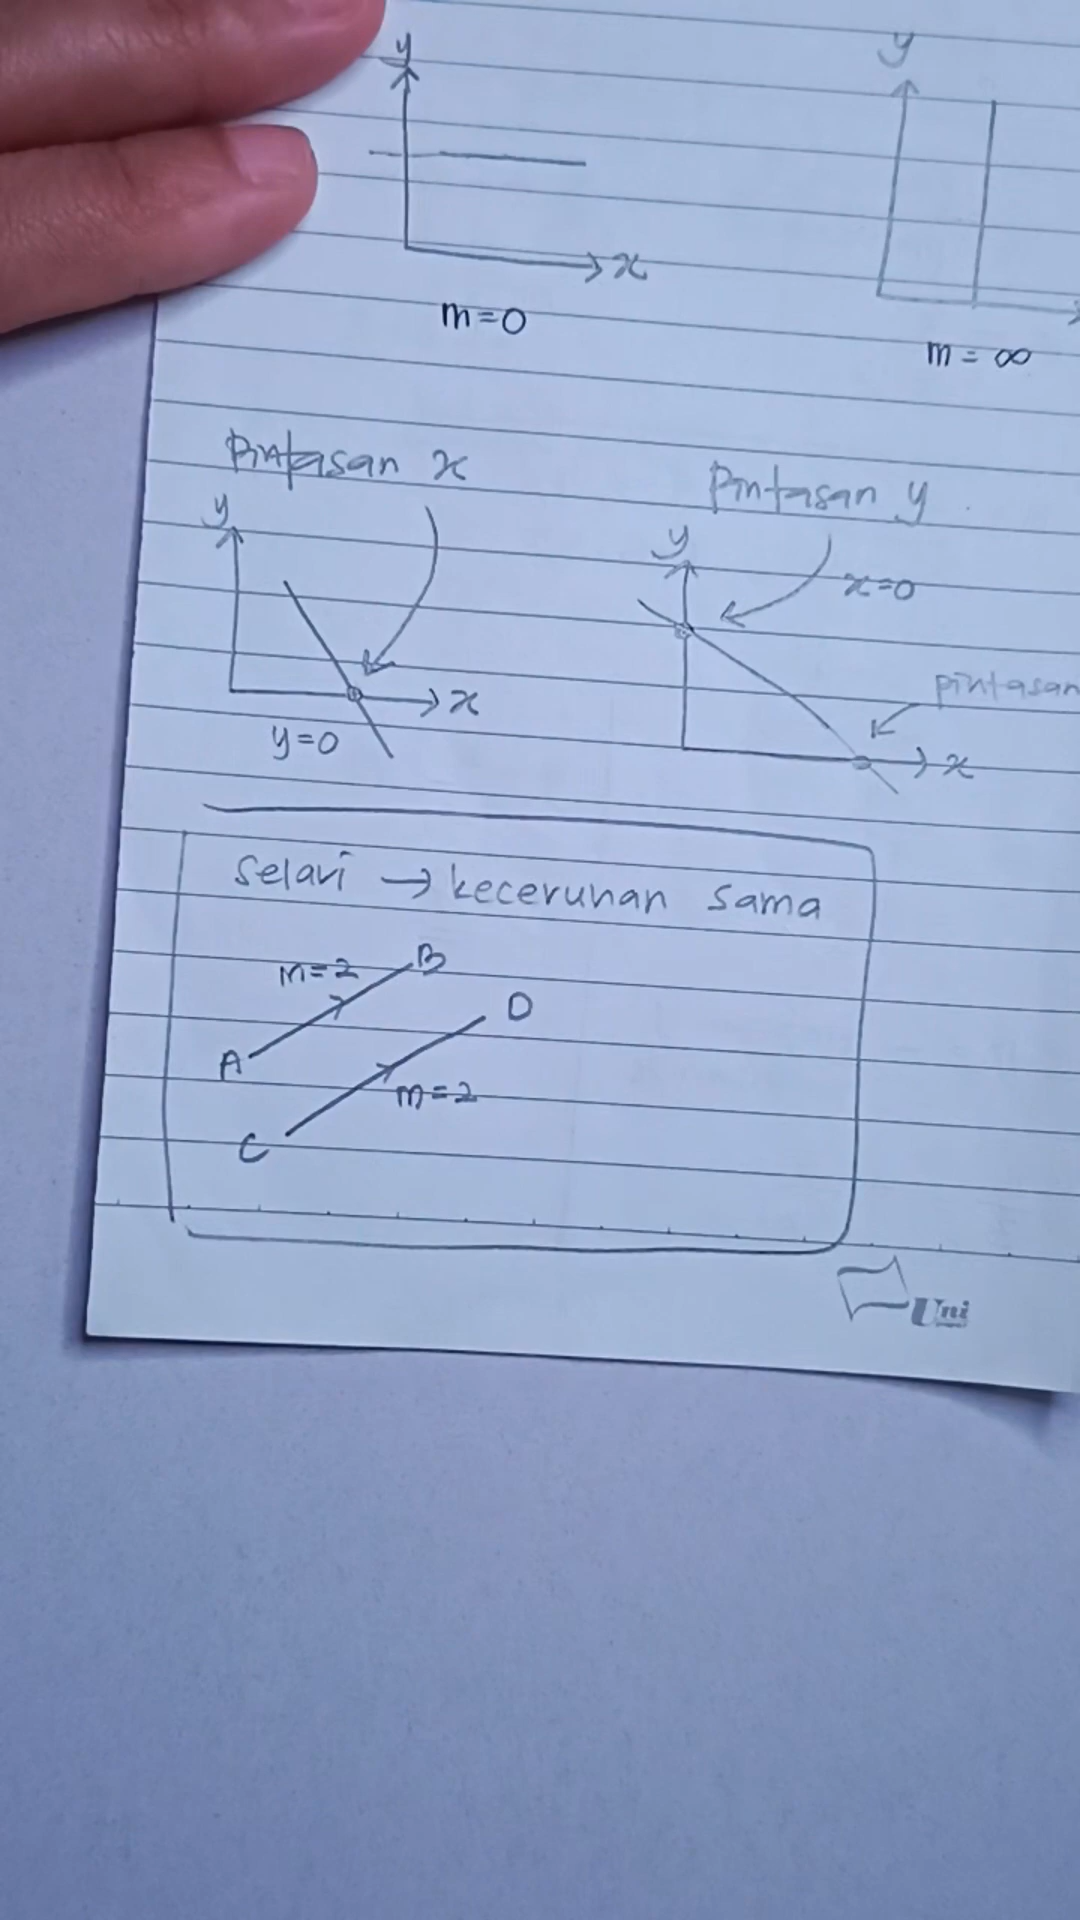 y
y
x
m=0
m = ∞
Pintasan x
Pintasan y
y
y
x=0
pintasan
x
y=0
x
Selari → kecerunan sama
m=2
B
D
A
m=2
C
Uni